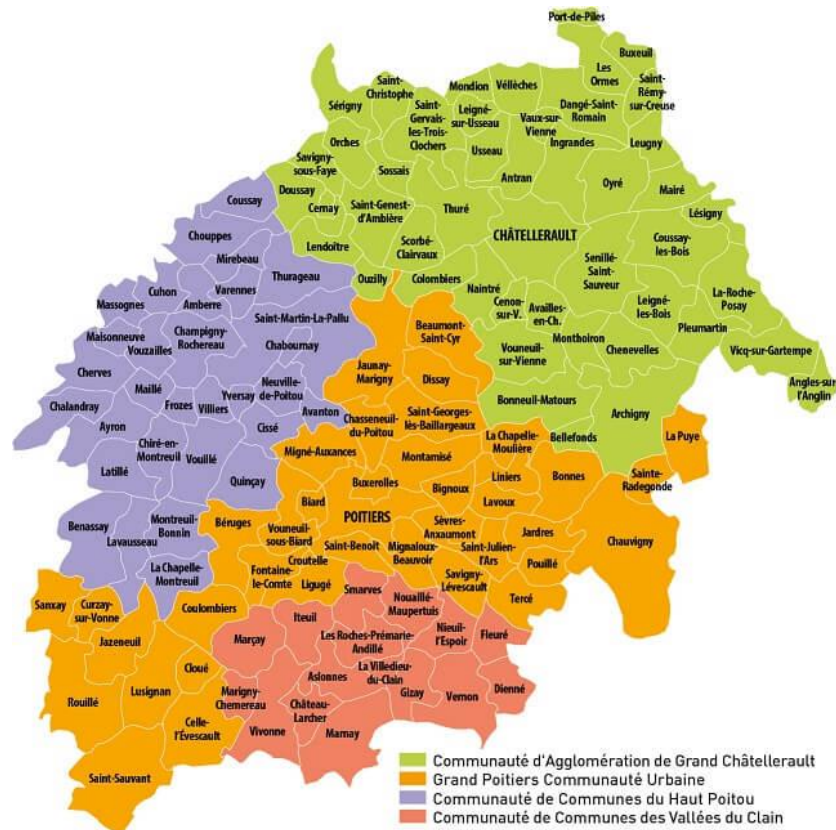 Port-de-Piles
Buxeuil
Les
Ormes
Saint-
Rémy-
sur-Creuse
Saint-
Christophe
Mondion
Vellèches
Sérigny
Saint-
Gervais-
les-Trois-
Clochers
Leigné-
sur-Usseau
Dangé-Saint-
Romain
Vaux-sur-
Vienne
Ingrandes
Leugny
Orches
Usseau
Savigny-
sous-Faye
Sossais
Antran
Oyré
Mairé
Doussay
Coussay
Cernay
Saint-Genest-
d'Ambière
Thuré
Lésigny
Chouppes
Lendoître
Scorbé-
Clairvaux
CHÂTELLERAULT
Coussay-
les-Bois
Mirebeau
Senillé-
Saint-
Sauveur
Thurageau
Ouzilly
Colombiers
Naintré
Cuhon
Varennes
Massognes
Amberre
Cenon-
sur-V.
Availles-
en-Ch.
Leigné-
les-Bois
La-Roche-
Posay
Saint-Martin-La-Pallu
Maisonneuve
Champigny-
Rochereau
Beaumont-
Saint-Cyr
Pleumartin
Vouzailles
Chabournay
Vouneuil-
sur-Vienne
Monthoiron
Chenevelles
Vicq-sur-Gartempe
Cherves
Jaunay-
Marigny
Dissay
Angles-sur
l'Anglin
Maillé
Yversay
Neuville-
de-Poitou
Chalandray
Frozes
Villiers
Avanton
Chasseneuil-
du-Poitou
Saint-Georges-
lès-Baillargeaux
Bonneuil-Matours
Archigny
Ayron
Cissé
Chiré-en-
Montreuil
Vouillé
Migné-Auxances
Montamisé
La Chapelle-
Moulière
Bellefonds
La Puye
Latillé
Quinçay
Buxerolles
Bignoux
Liniers
Bonnes
Sainte-
Radegonde
Biard
Lavoux
Benassay
Lavausseau
Montreuil-
Bonnin
Béruges
Vouneuil-
sous-Biard
POITIERS
Sèvres-
Anxaumont
Jardres
Chauvigny
Saint-Benoît
Mignaloux-
Beauvoir
Saint-Julien-
l'Ars
Pouillé
La Chapelle-
Montreuil
Croutelle
Fontaine-
le-Comte
Ligugé
Savigny-
Lévescault
Tercé
Sanxay
Curzay-
sur-Vonne
Coulombiers
Smarves
Nouaillé-
Maupertuis
Jazeneuil
Marçay
Iteuil
Les Roches-Prémarie-
Andillé
Nieuil-
l'Espoir
Fleuré
Cloué
Aslonnes
La Villedieu-
du-Clain
Rouillé
Lusignan
Marigny-
Chemereau
Château-
Larcher
Gizay
Vernon
Dienné
Celle-
l'Évescault
Vivonne
Marnay
Saint-Sauvant
Communauté d'Agglomération de Grand Châtellerault
Grand Poitiers Communauté Urbaine
Communauté de Communes du Haut Poitou
Communauté de Communes des Vallées du Clain